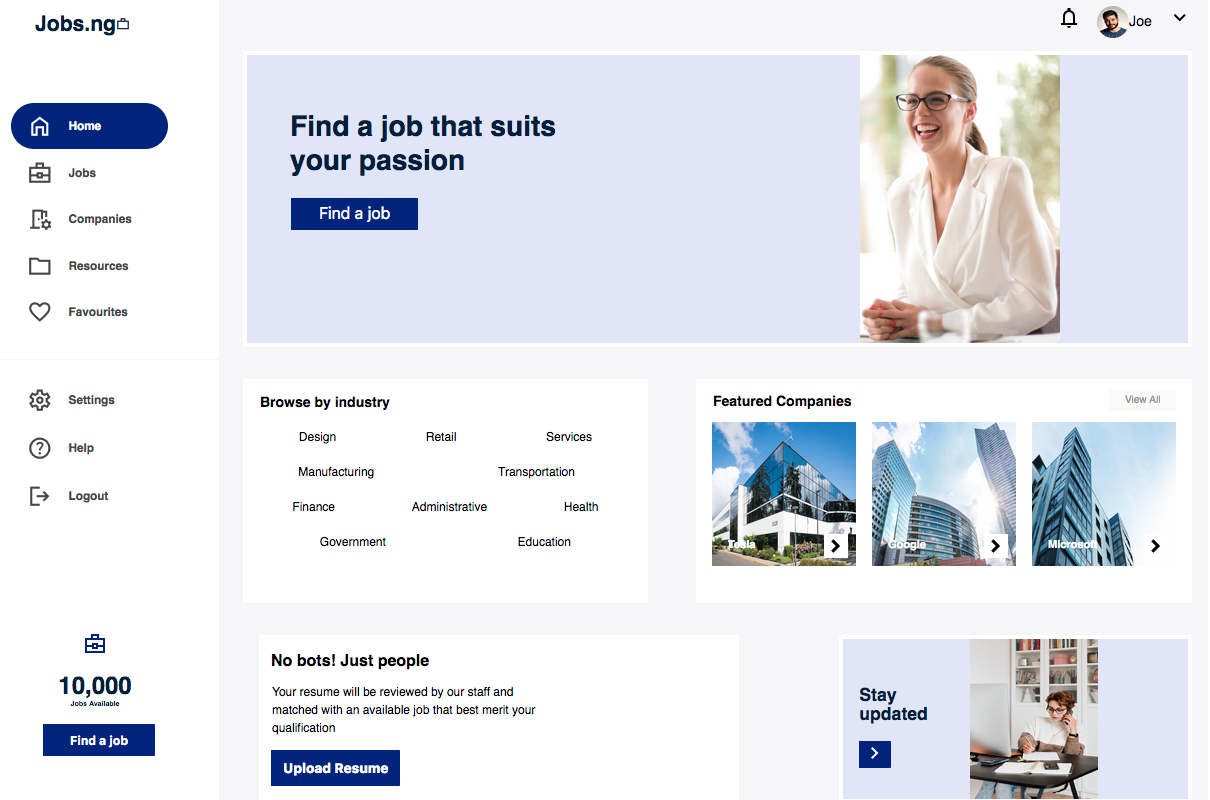 Jobs.ng
Joe
Home
Jobs
Companies
Resources
Favourites
Settings
Help
Logout
10,000
Jobs Available
Find a job
Find a job that suits
your passion
Find a job
Browse by industry
Design Retail Services
Manufacturing Transportation
Finance Administrative Health
Government Education
Featured Companies
View All
Tesla
Google
Microsoft
No bots! Just people
Your resume will be reviewed by our staff and
matched with an available job that best merit your
qualification
Upload Resume
Stay
updated